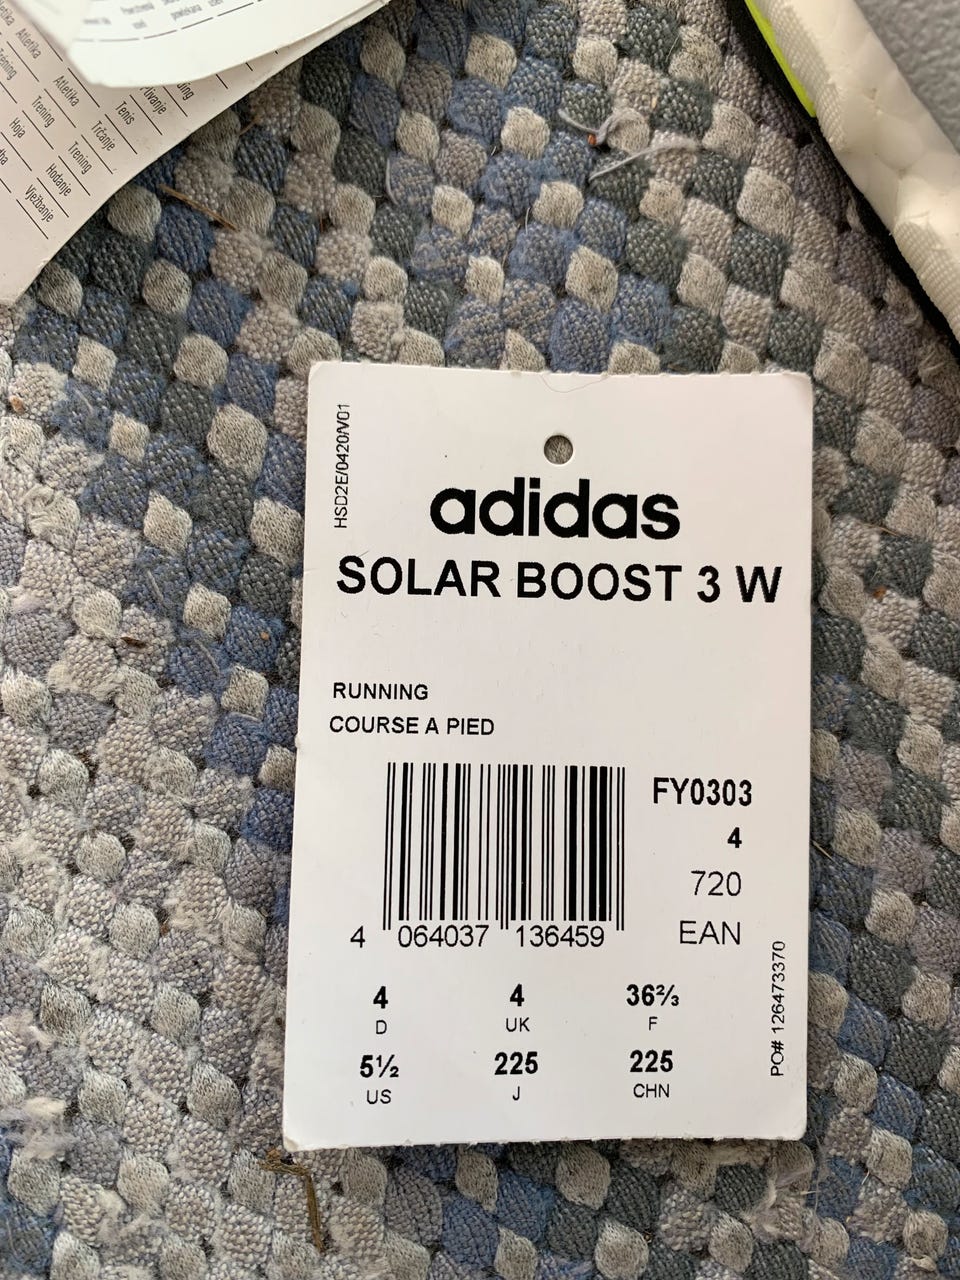 Atletika
Atletika
Tenis
Trčanje
Trening
Trening
Hoja
Hodanje
Vježbanje
HSD2E/0420/V01
adidas
SOLAR BOOST 3 W
RUNNING
COURSE A PIED
FY0303
4
720
EAN
4 064037 136459
4 4 36⅔
D UK F
5½ 225 225
US J CHN
PO# 126473370